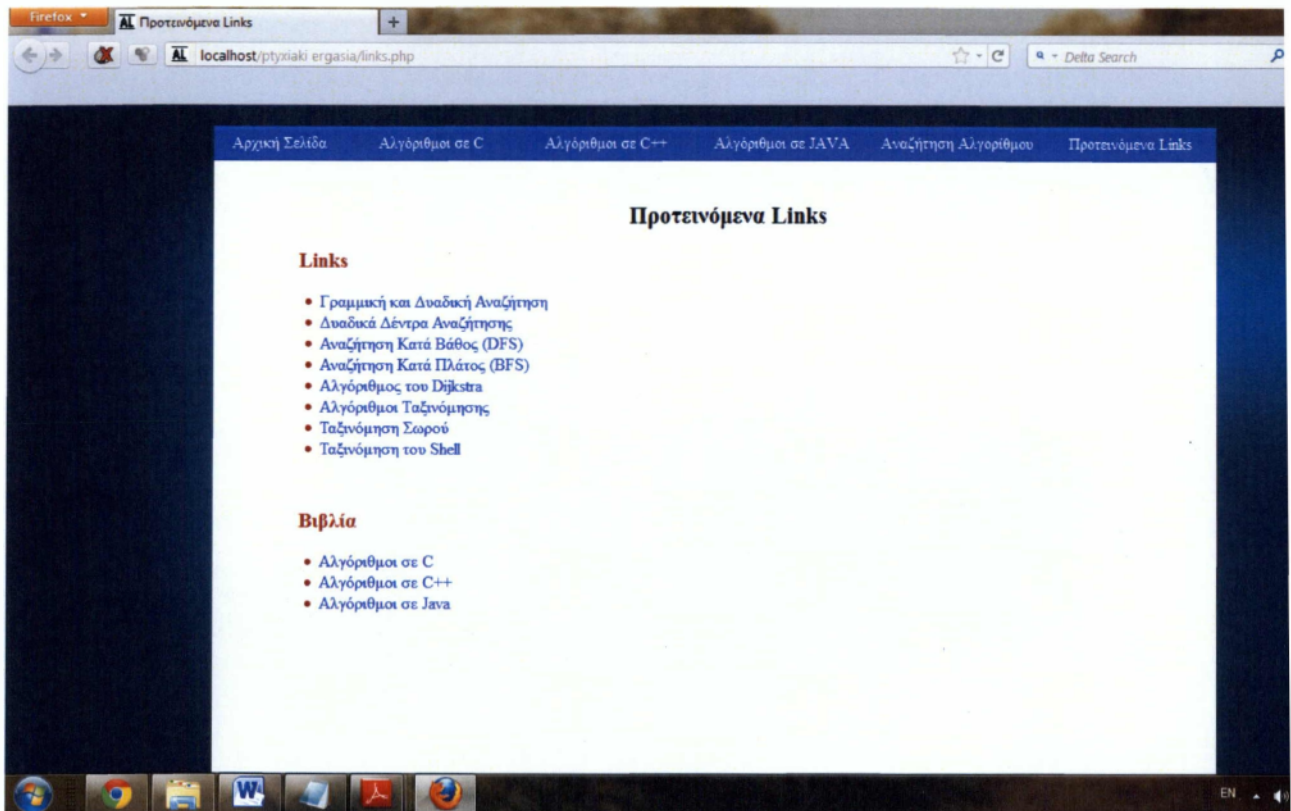 Firefox
Προτεινόμενα Links
localhost/ptyxiaki ergasia/links.php
Delta Search
Αρχική Σελίδα Αλγόριθμοι σε C Αλγόριθμοι σε C++ Αλγόριθμοι σε JAVA Αναζήτηση Αλγορίθμου Προτεινόμενα Links
Προτεινόμενα Links
Links
• Γραμμική και Δυαδική Αναζήτηση
• Δυαδικά Δέντρα Αναζήτησης
• Αναζήτηση Κατά Βάθος (DFS)
• Αναζήτηση Κατά Πλάτος (BFS)
• Αλγόριθμος του Dijkstra
• Αλγόριθμοι Ταξινόμησης
• Ταξινόμηση Σωρού
• Ταξινόμηση του Shell
Βιβλία
• Αλγόριθμοι σε C
• Αλγόριθμοι σε C++
• Αλγόριθμοι σε Java
EN